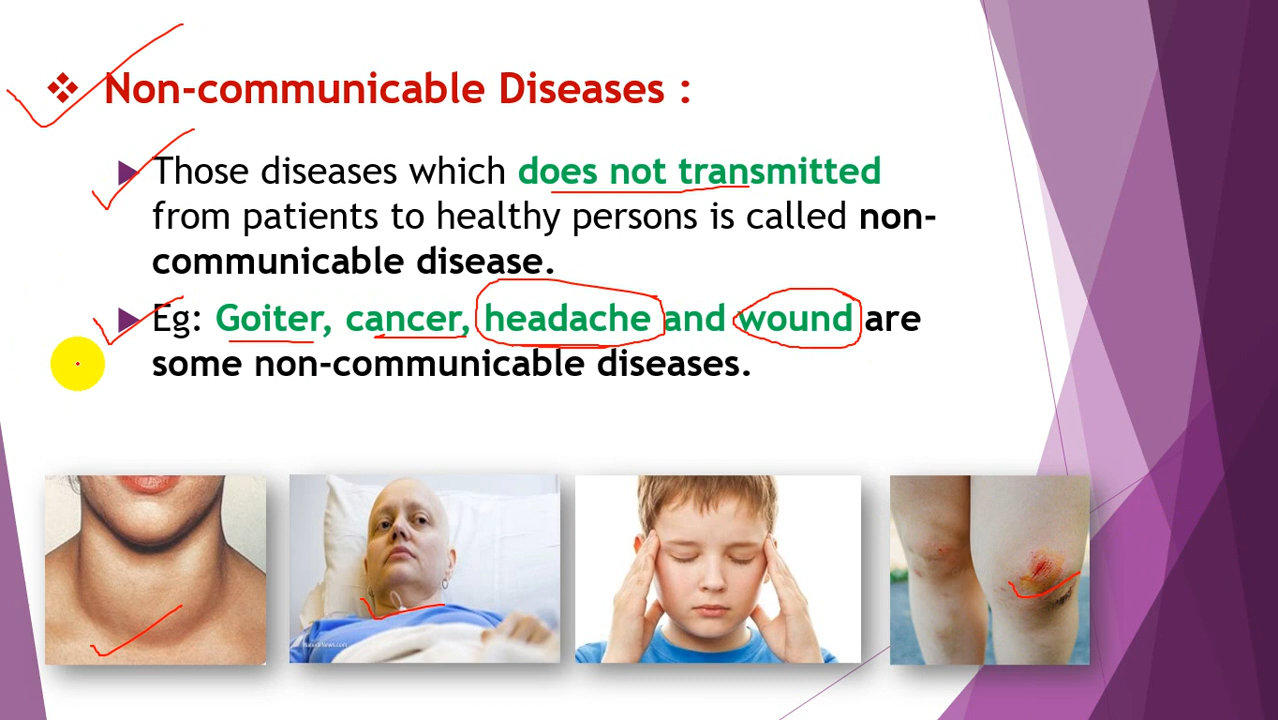 Non-communicable Diseases :
Those diseases which does not transmitted
from patients to healthy persons is called non-
communicable disease.
Eg: Goiter, cancer, headache and wound are
some non-communicable diseases.